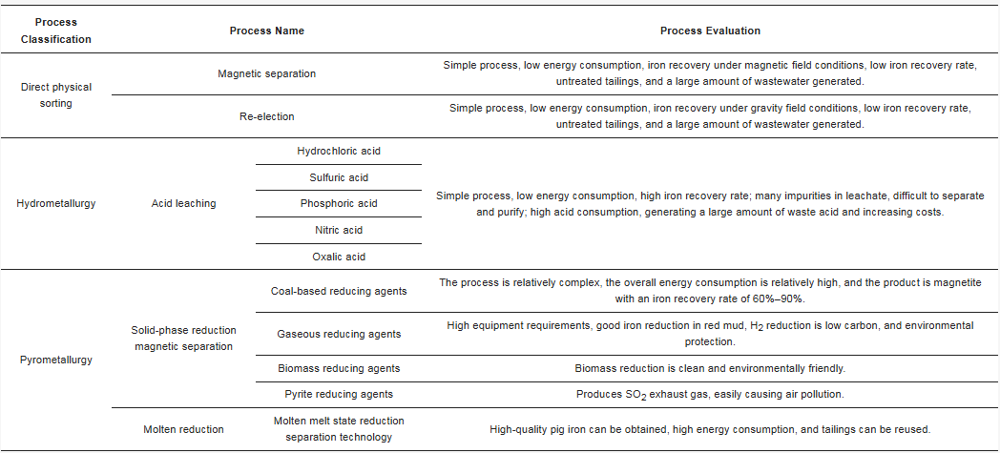 Process
Classification
Process Name
Process Evaluation
Direct physical
sorting
Magnetic separation
Simple process, low energy consumption, iron recovery under magnetic field conditions, low iron recovery rate,
untreated tailings, and a large amount of wastewater generated.
Re-election
Simple process, low energy consumption, iron recovery under gravity field conditions, low iron recovery rate,
untreated tailings, and a large amount of wastewater generated.
Hydrometallurgy
Acid leaching
Hydrochloric acid
Sulfuric acid
Phosphoric acid
Nitric acid
Oxalic acid
Simple process, low energy consumption, high iron recovery rate; many impurities in leachate, difficult to separate
and purify; high acid consumption, generating a large amount of waste acid and increasing costs.
Pyrometallurgy
Solid-phase reduction
magnetic separation
Coal-based reducing agents
The process is relatively complex, the overall energy consumption is relatively high, and the product is magnetite
with an iron recovery rate of 60%–90%.
Gaseous reducing agents
High equipment requirements, good iron reduction in red mud, H2 reduction is low carbon, and environmental
protection.
Biomass reducing agents
Biomass reduction is clean and environmentally friendly.
Pyrite reducing agents
Produces SO2 exhaust gas, easily causing air pollution.
Molten reduction
Molten melt state reduction
separation technology
High-quality pig iron can be obtained, high energy consumption, and tailings can be reused.